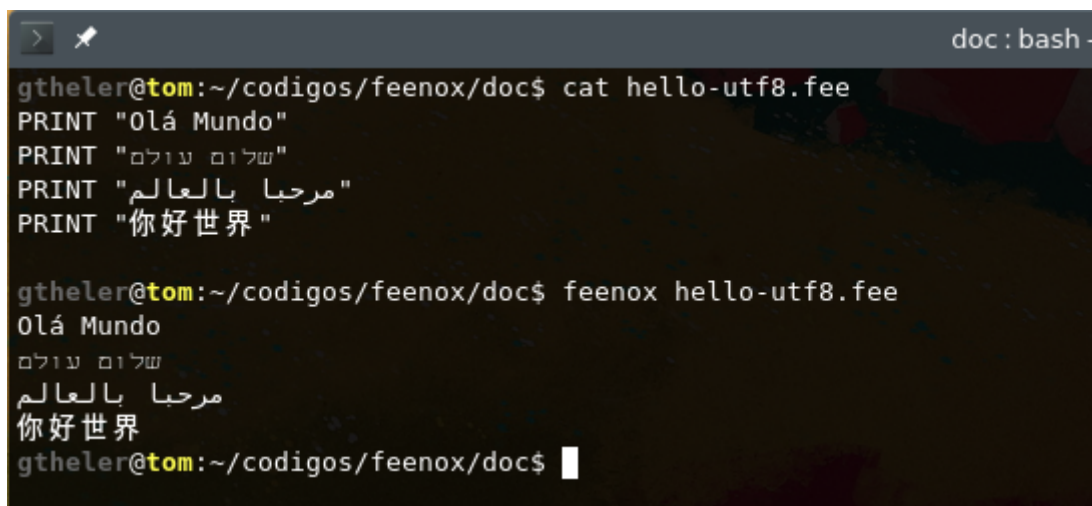 doc : bash -
gtheler@tom:~/codigos/feenox/doc$ cat hello-utf8.fee
PRINT "Olá Mundo"
PRINT "שלום עולם"
PRINT "مرحبا بالعالم"
PRINT "你好世界"
gtheler@tom:~/codigos/feenox/doc$ feenox hello-utf8.fee
Olá Mundo
שלום עולם
مرحبا بالعالم
你好世界
gtheler@tom:~/codigos/feenox/doc$